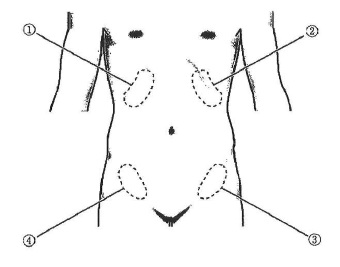 ① ②
④ ③